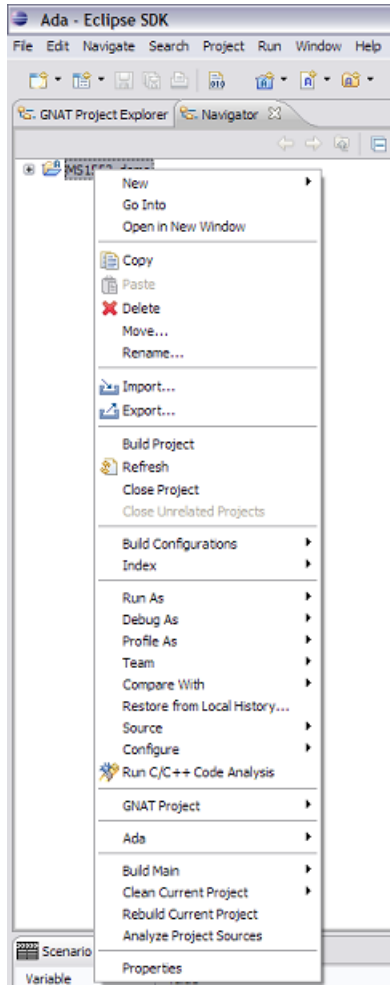 Ada - Eclipse SDK
File Edit Navigate Search Project Run Window Help
GNAT Project Explorer Navigator
New
Go Into
Open in New Window
Copy
Paste
Delete
Move...
Rename...
Import...
Export...
Build Project
Refresh
Close Project
Close Unrelated Projects
Build Configurations
Index
Run As
Debug As
Profile As
Team
Compare With
Restore from Local History...
Source
Configure
Run C/C++ Code Analysis
GNAT Project
Ada
Build Main
Clean Current Project
Rebuild Current Project
Analyze Project Sources
Properties
Scenario
Variable